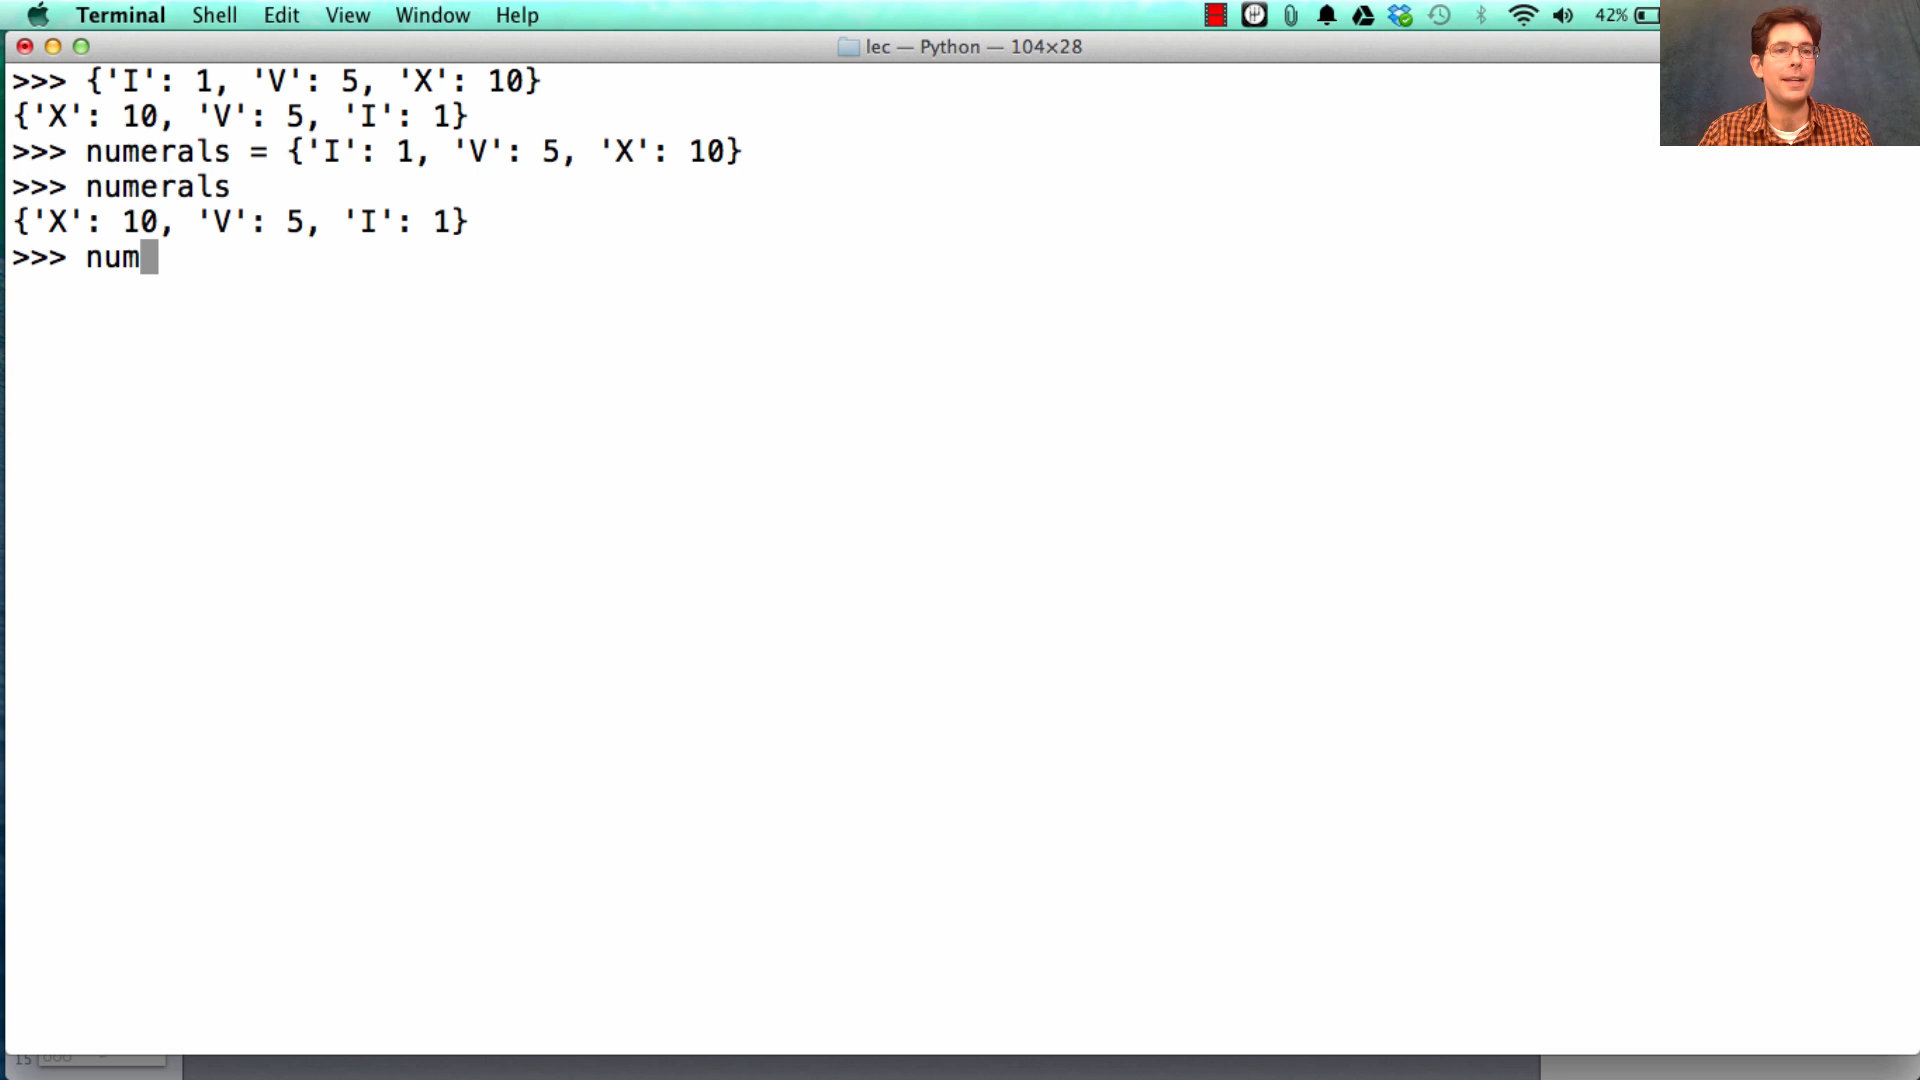 Terminal Shell Edit View Window Help 42%
lec — Python — 104×28
>>> {'I': 1, 'V': 5, 'X': 10}
{'X': 10, 'V': 5, 'I': 1}
>>> numerals = {'I': 1, 'V': 5, 'X': 10}
>>> numerals
{'X': 10, 'V': 5, 'I': 1}
>>> num
15